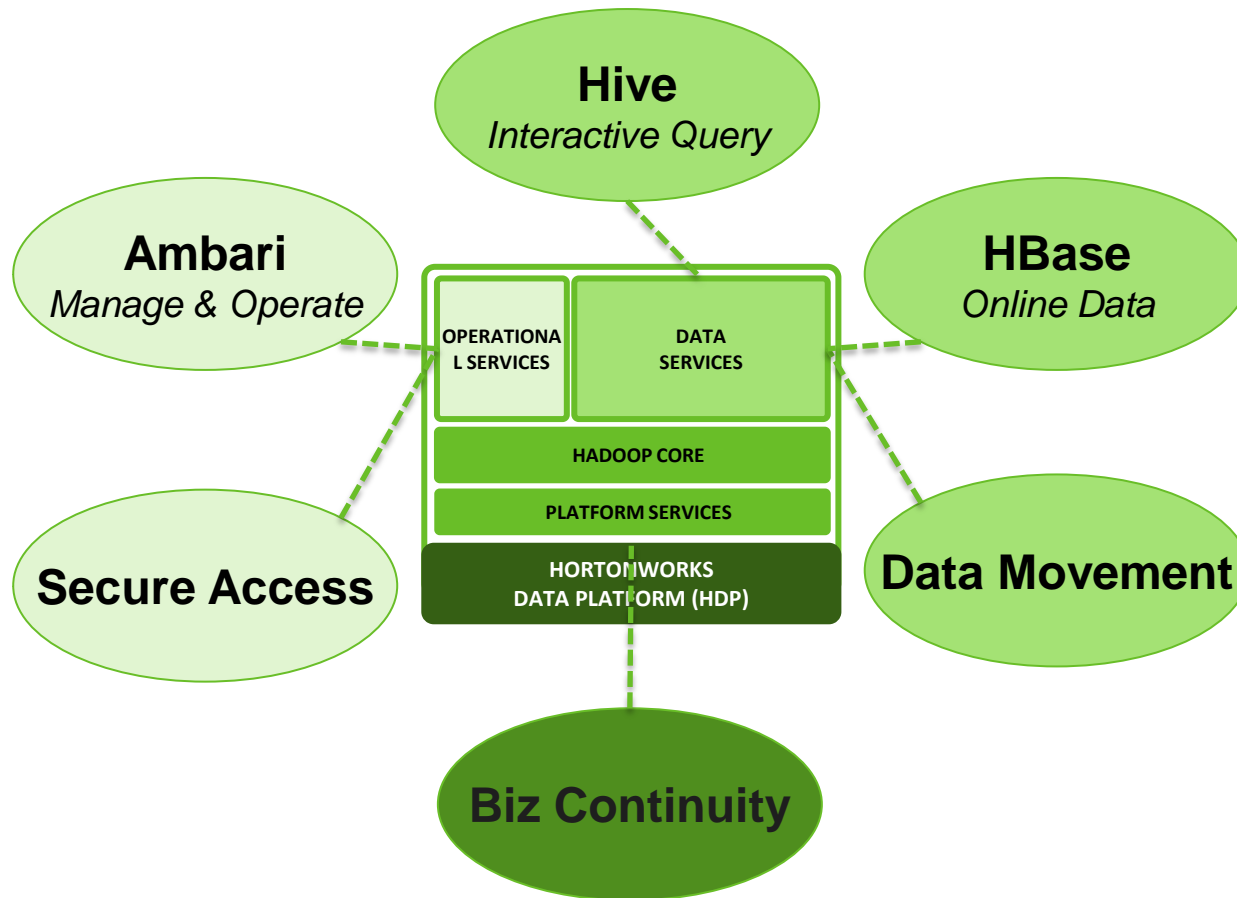 Hive
Interactive Query
Ambari
Manage & Operate
HBase
Online Data
OPERATIONA
L SERVICES
DATA
SERVICES
HADOOP CORE
PLATFORM SERVICES
HORTONWORKS
DATA PLATFORM (HDP)
Secure Access
Data Movement
Biz Continuity